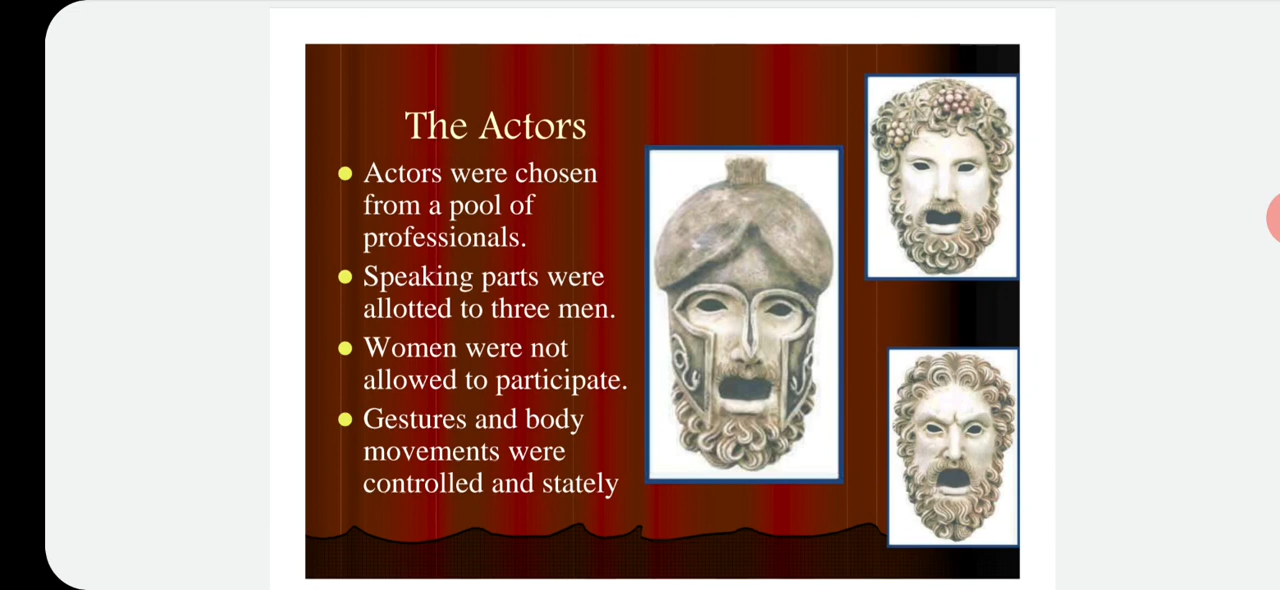 The Actors
Actors were chosen
from a pool of
professionals.
Speaking parts were
allotted to three men.
Women were not
allowed to participate.
Gestures and body
movements were
controlled and stately